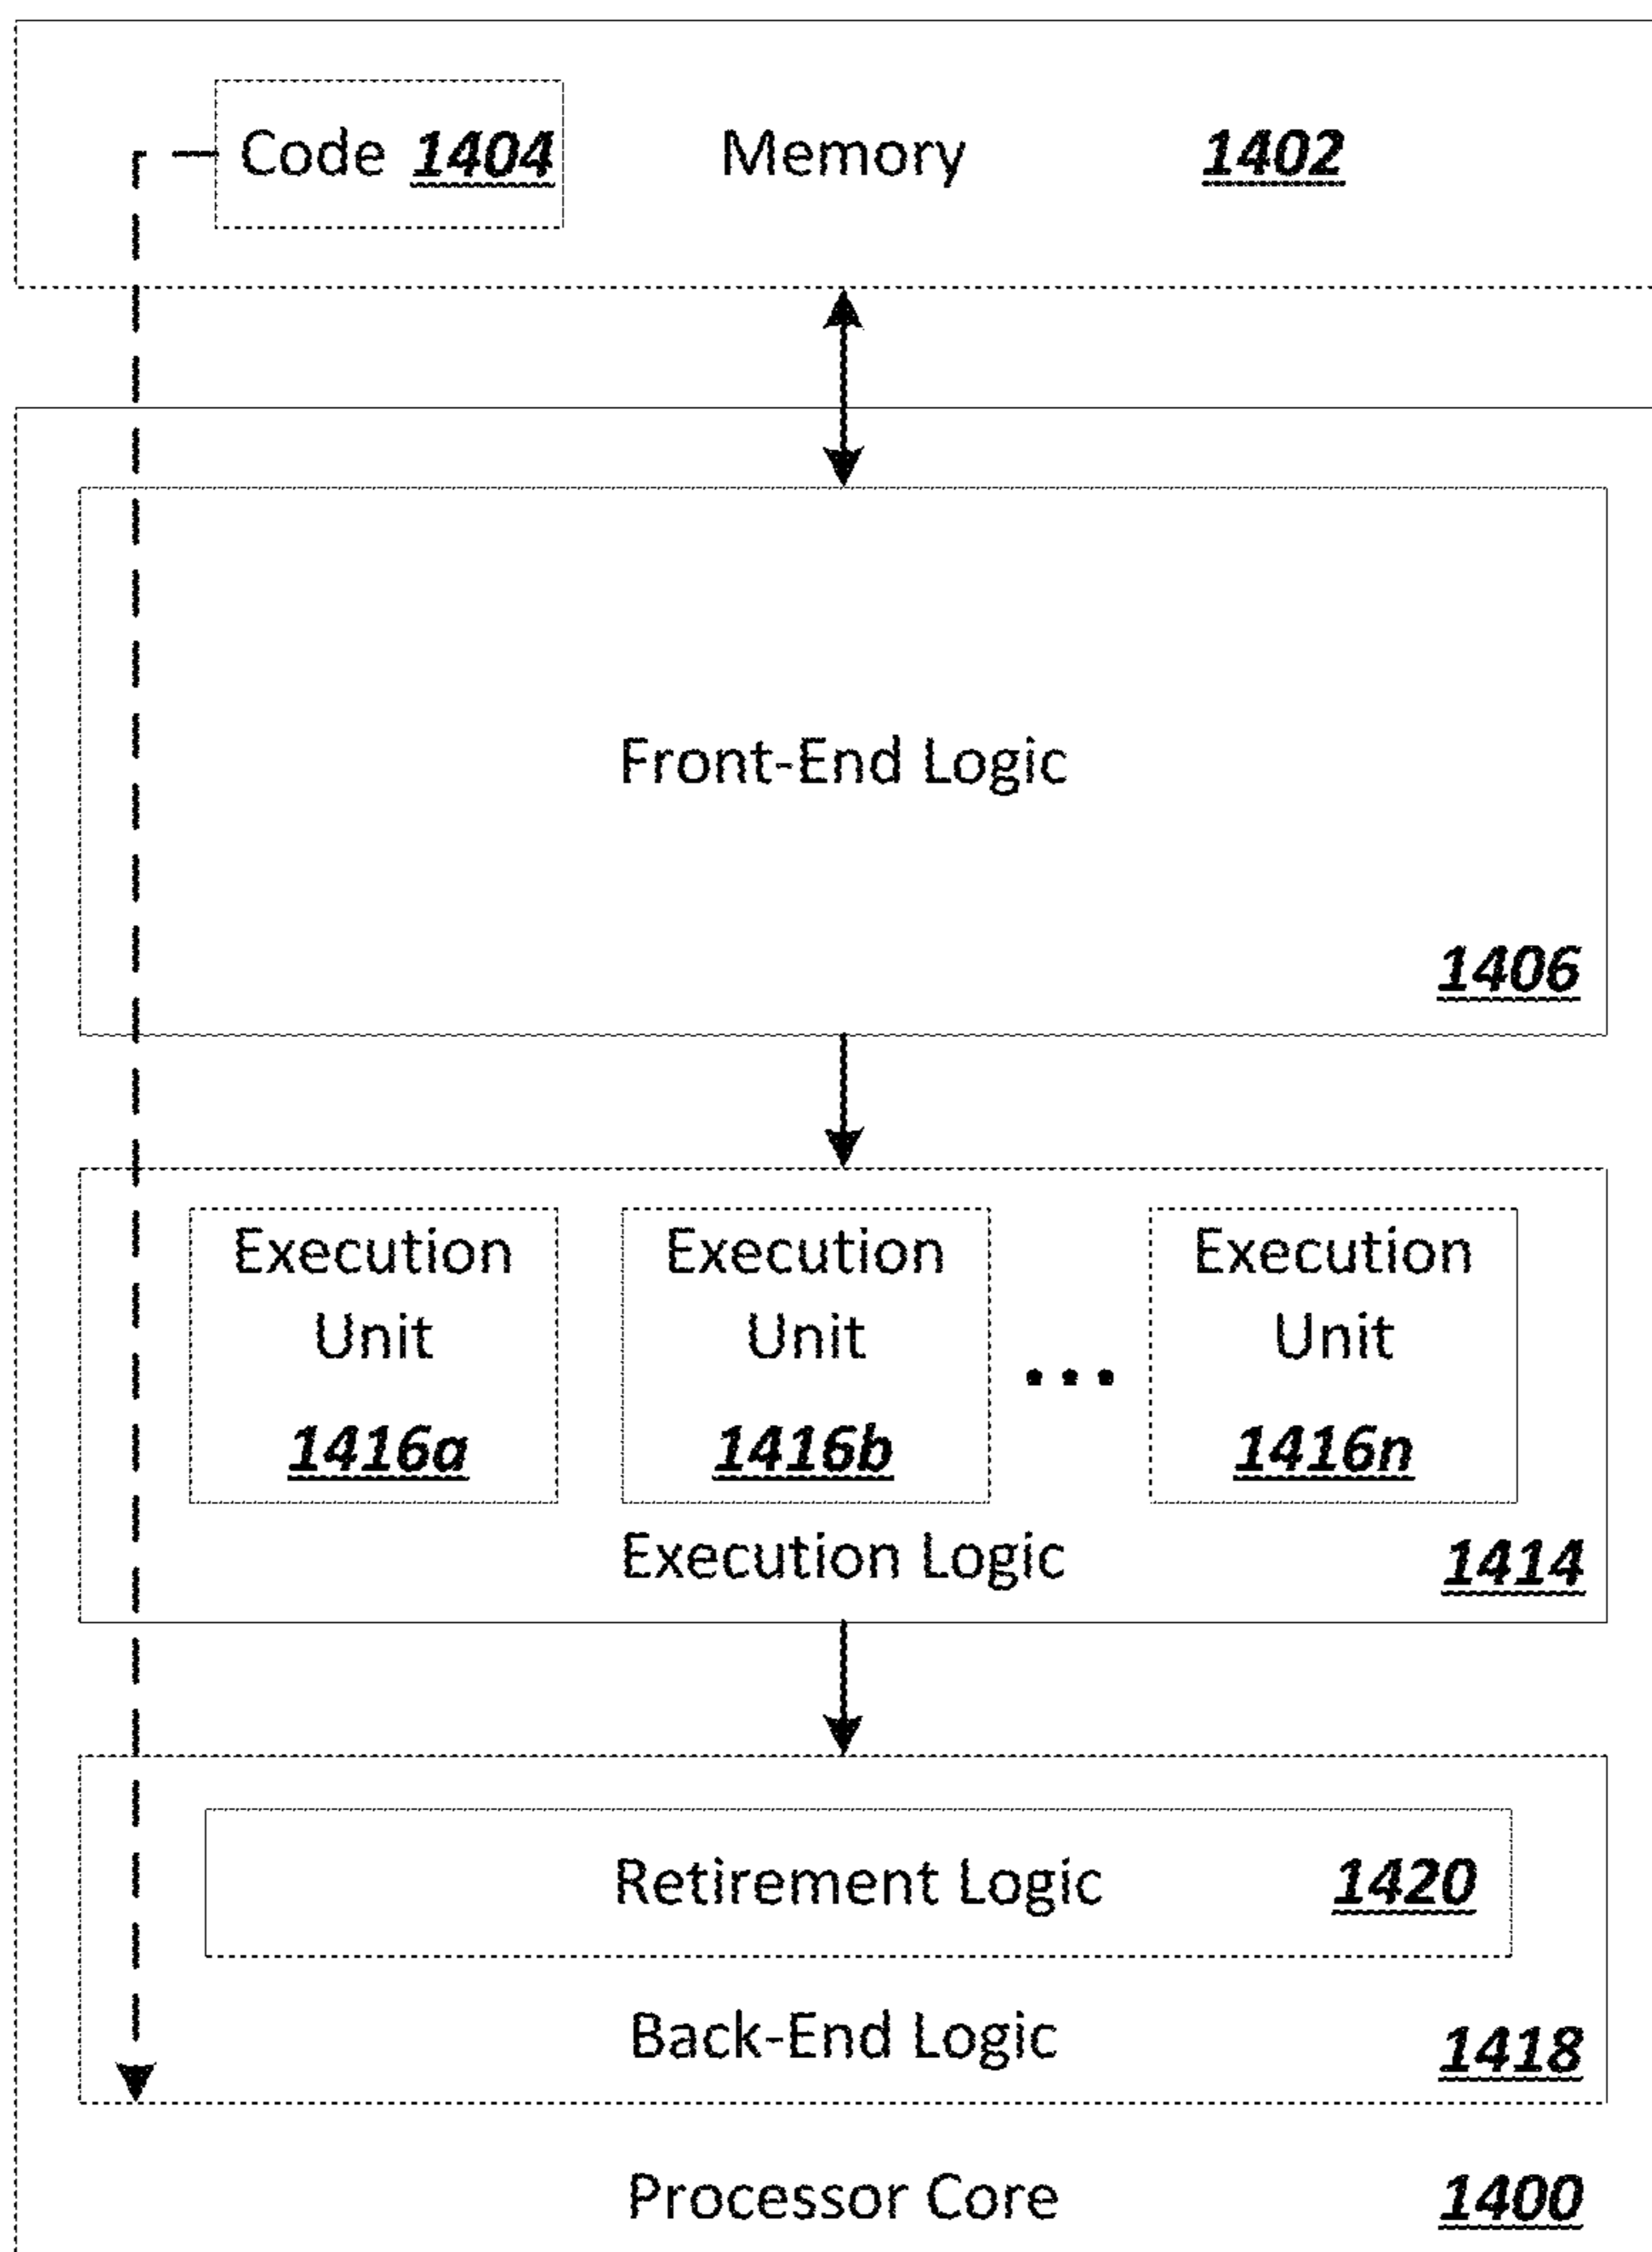 Code 1404 Memory 1402
Front-End Logic
1406
Execution
Unit
1416a
Execution
Unit
1416b
...
Execution
Unit
1416n
Execution Logic 1414
Retirement Logic 1420
Back-End Logic 1418
Processor Core 1400